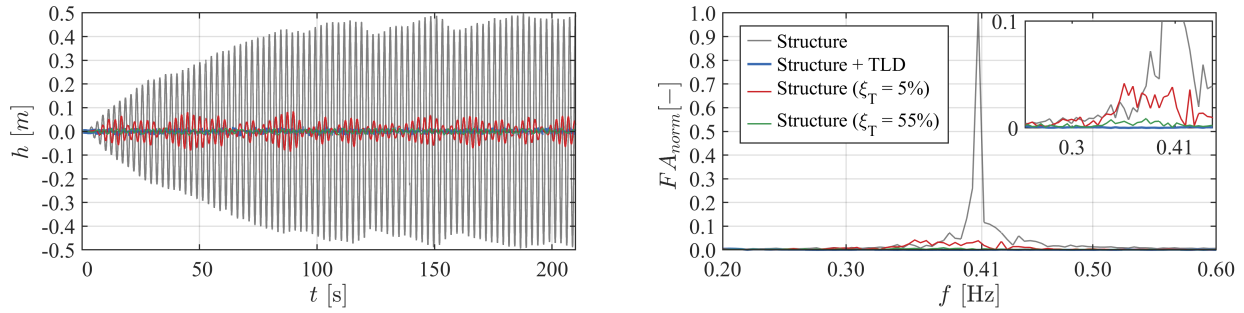 0.5
0.4
0.3
0.2
0.1
0.0
-0.1
-0.2
-0.3
-0.4
-0.5
h [m]
0 50 100 150 200
t [s]
1.0
0.9
0.8
0.7
0.6
0.5
0.4
0.3
0.2
0.1
0.0
FA_norm [−]
Structure
Structure + TLD
Structure (ξ_T = 5%)
Structure (ξ_T = 55%)
0.1
0
0.3 0.41
0.20 0.30 0.41 0.50 0.60
f [Hz]